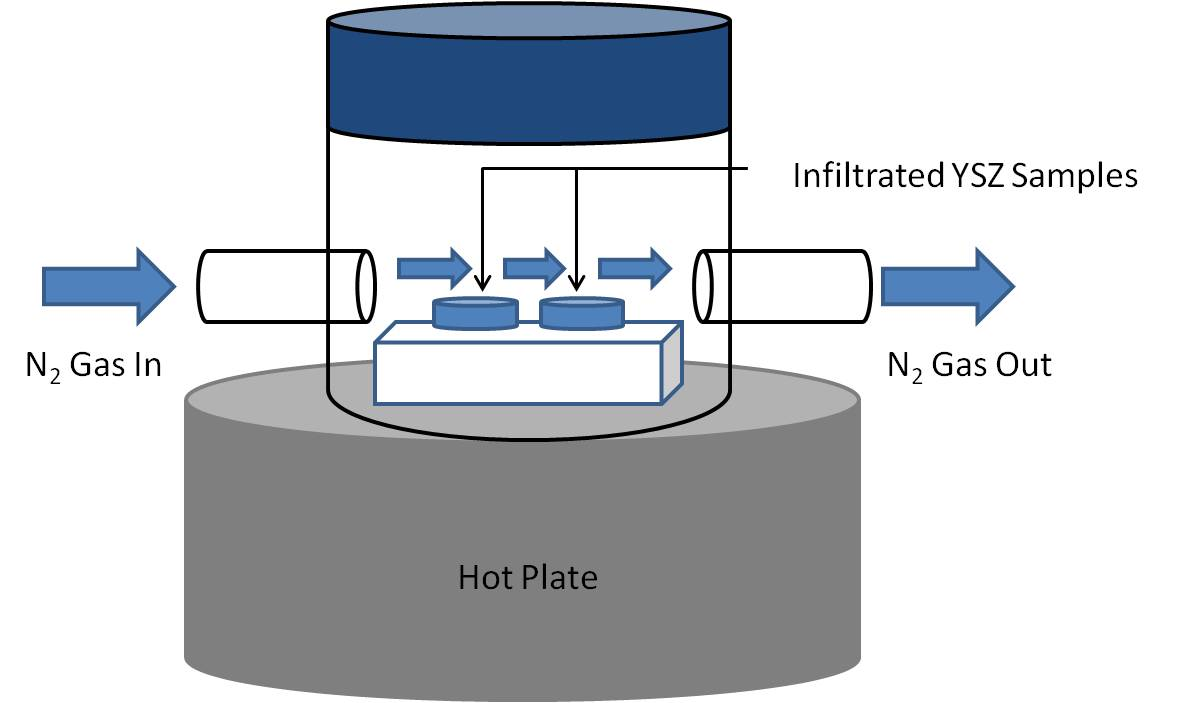 Infiltrated YSZ Samples
N₂ Gas In
N₂ Gas Out
Hot Plate